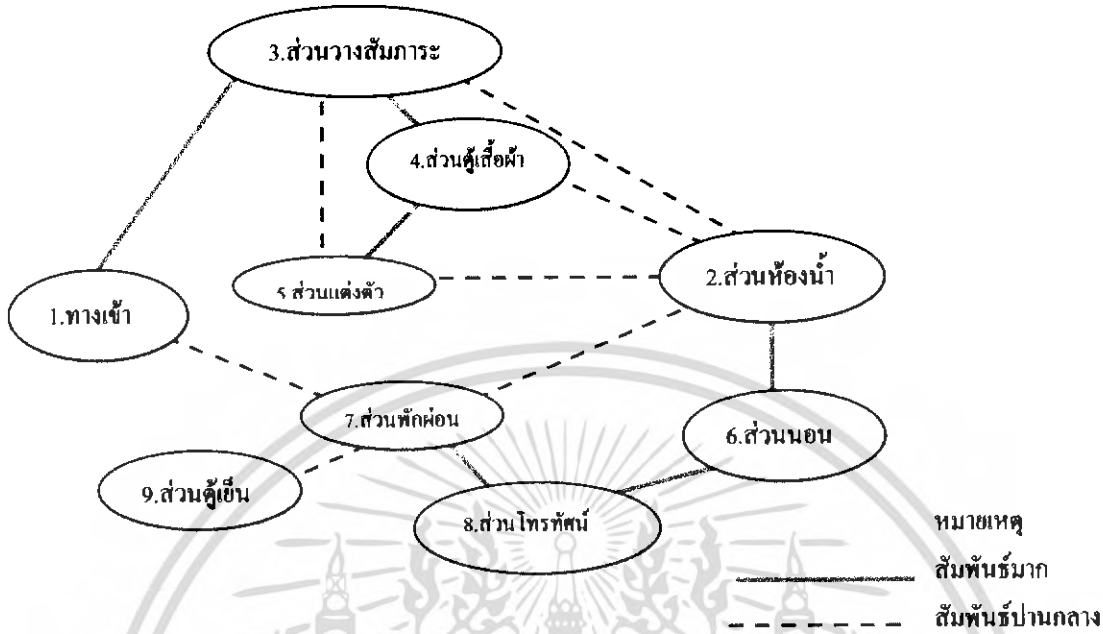 3.ส่วนวางสัมภาระ
4.ส่วนตู้เสื้อผ้า
2.ส่วนห้องน้ำ
5.ส่วนแต่งตัว
1.ทางเข้า
7.ส่วนพักผ่อน
6.ส่วนนอน
9.ส่วนตู้เย็น
8.ส่วนโทรทัศน์
หมายเหตุ
สัมพันธ์มาก
สัมพันธ์ปานกลาง